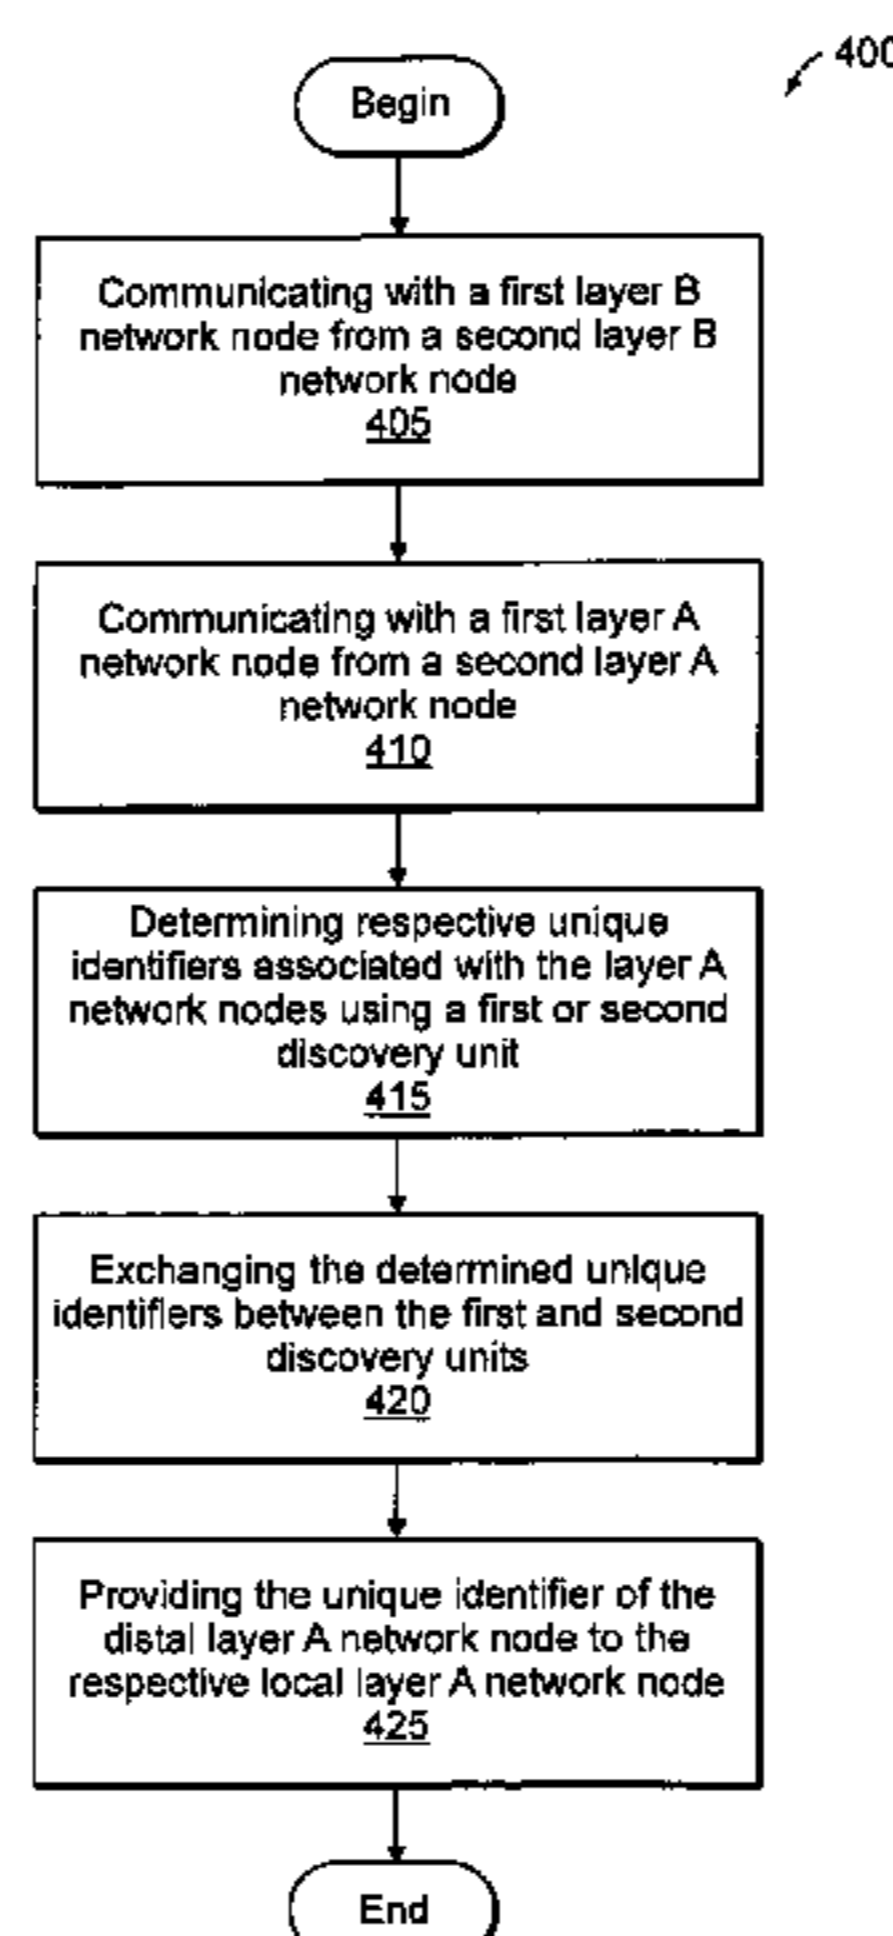 400
Begin
Communicating with a first layer B
network node from a second layer B
network node
405
Communicating with a first layer A
network node from a second layer A
network node
410
Determining respective unique
identifiers associated with the layer A
network nodes using a first or second
discovery unit
415
Exchanging the determined unique
identifiers between the first and second
discovery units
420
Providing the unique identifier of the
distal layer A network node to the
respective local layer A network node
425
End